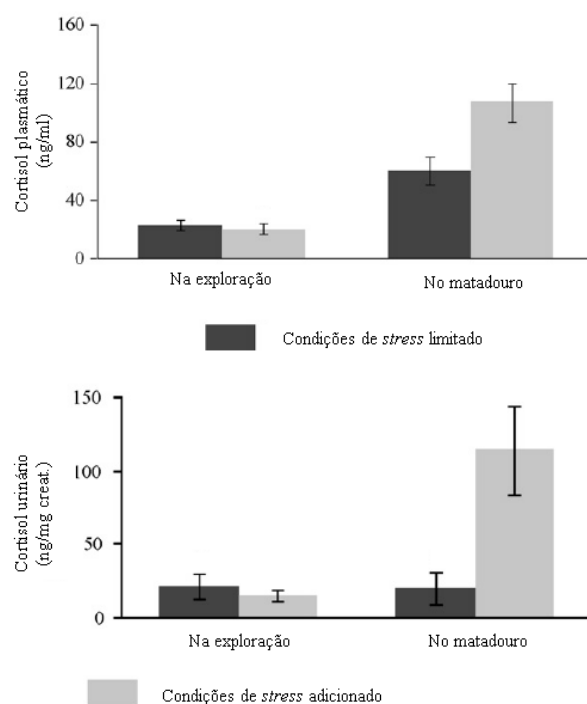 160
120
80
40
0
Cortisol plasmático
(ng/ml)
Na exploração
No matadouro
Condições de stress limitado
150
100
50
0
Cortisol urinário
(ng/mg creat.)
Na exploração
No matadouro
Condições de stress adicionado